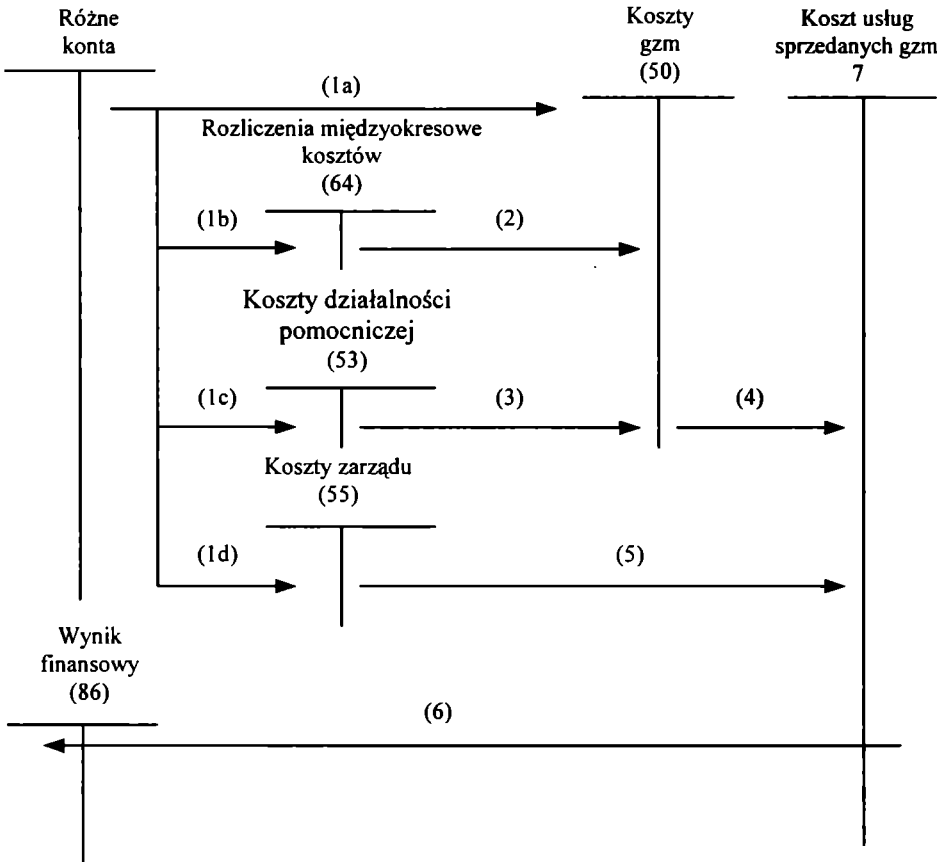 Różne
konta
Koszty
gzm
(50)
Koszt usług
sprzedanych gzm
7
(1a)
Rozliczenia międzyokresowe
kosztów
(64)
(1b)
(2)
Koszty działalności
pomocniczej
(53)
(1c)
(3)
(4)
Koszty zarządu
(55)
(1d)
(5)
Wynik
finansowy
(86)
(6)